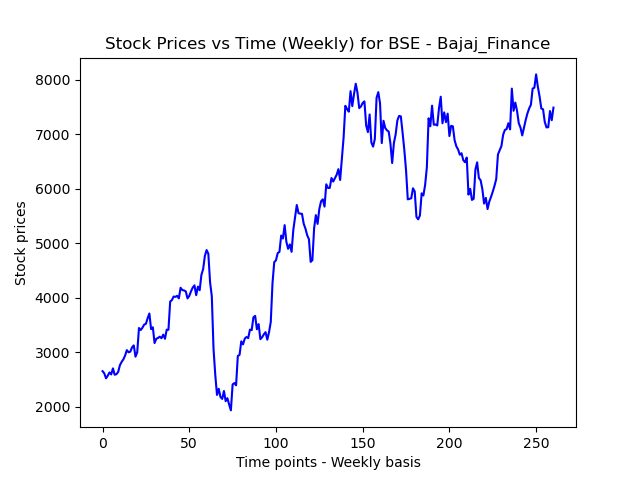 Stock Prices vs Time (Weekly) for BSE - Bajaj_Finance
8000
7000
6000
5000
4000
3000
2000
Stock prices
0 50 100 150 200 250
Time points - Weekly basis